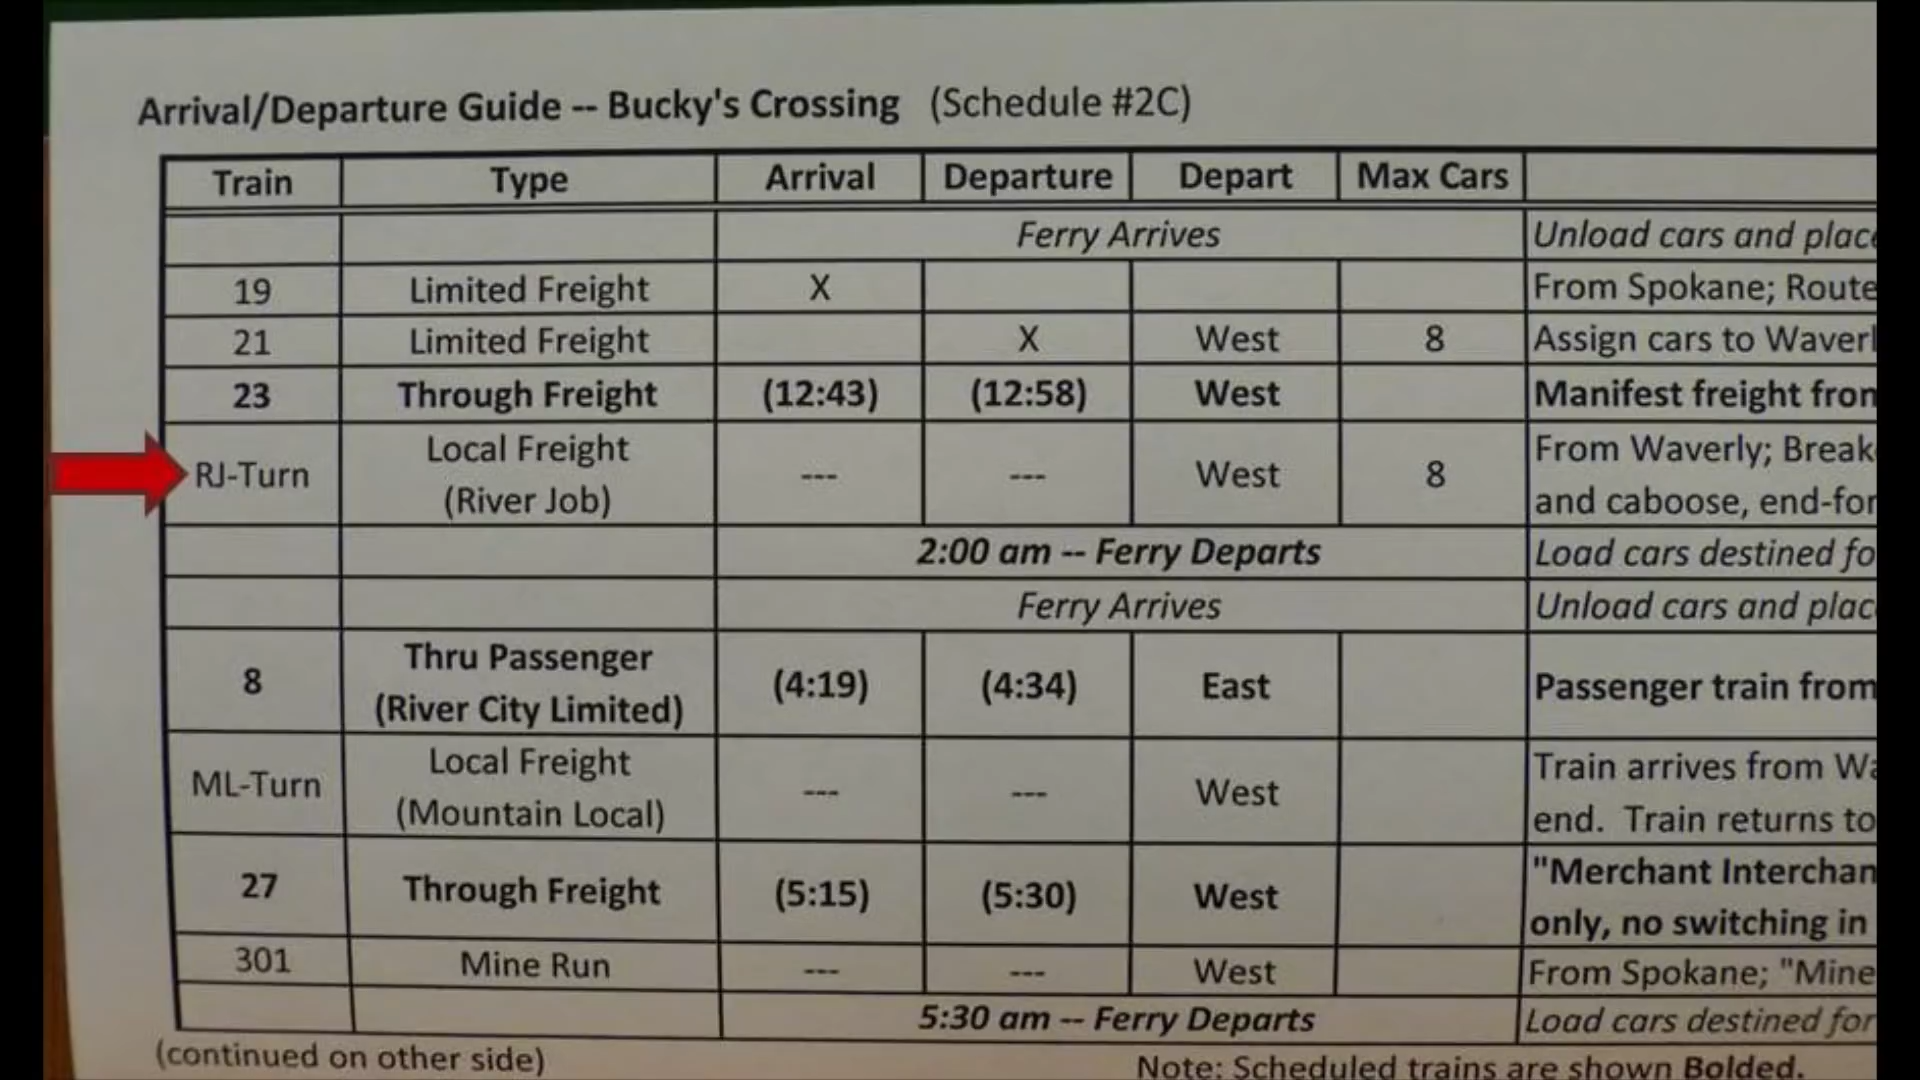 Arrival/Departure Guide -- Bucky's Crossing (Schedule #2C)
Train Type Arrival Departure Depart Max Cars
Ferry Arrives Unload cars and place
19 Limited Freight X From Spokane; Route
21 Limited Freight X West 8 Assign cars to Waverl
23 Through Freight (12:43) (12:58) West Manifest freight from
RJ-Turn Local Freight (River Job) --- --- West 8 From Waverly; Break
and caboose, end-for
2:00 am -- Ferry Departs Load cars destined fo
Ferry Arrives Unload cars and plac
8 Thru Passenger (River City Limited) (4:19) (4:34) East Passenger train from
ML-Turn Local Freight (Mountain Local) --- --- West Train arrives from Wa
end. Train returns to
27 Through Freight (5:15) (5:30) West "Merchant Interchan
only, no switching in
301 Mine Run --- --- West From Spokane; "Mine
5:30 am -- Ferry Departs Load cars destined for
(continued on other side) Note: Scheduled trains are shown Bolded.